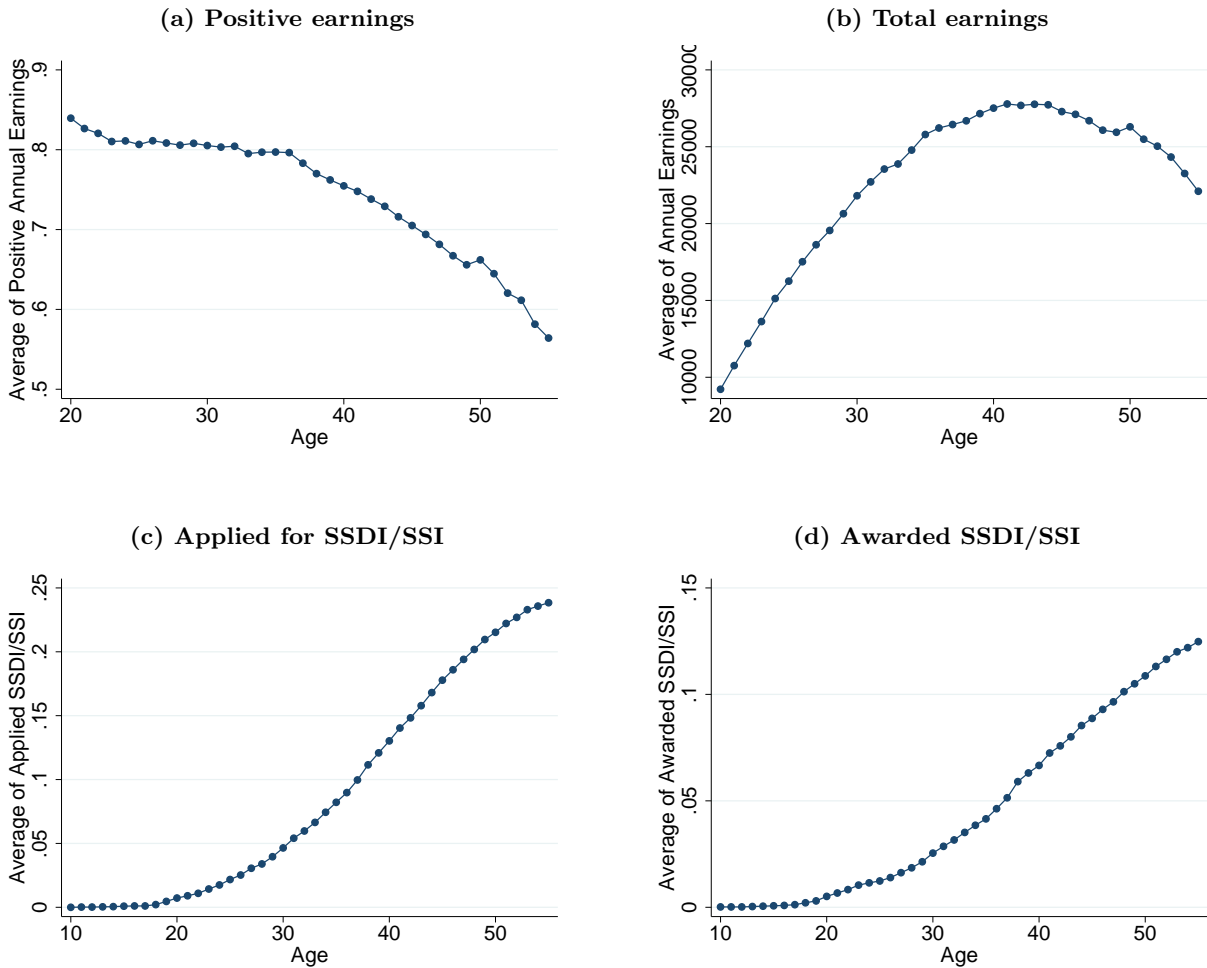 (a) Positive earnings
Average of Positive Annual Earnings
.9
.8
.7
.6
.5
20 30 40 50
Age
(b) Total earnings
Average of Annual Earnings
30000
25000
20000
15000
10000
20 30 40 50
Age
(c) Applied for SSDI/SSI
Average of Applied SSDI/SSI
.25
.2
.15
.1
.05
0
10 20 30 40 50
Age
(d) Awarded SSDI/SSI
Average of Awarded SSDI/SSI
.15
.1
.05
0
10 20 30 40 50
Age